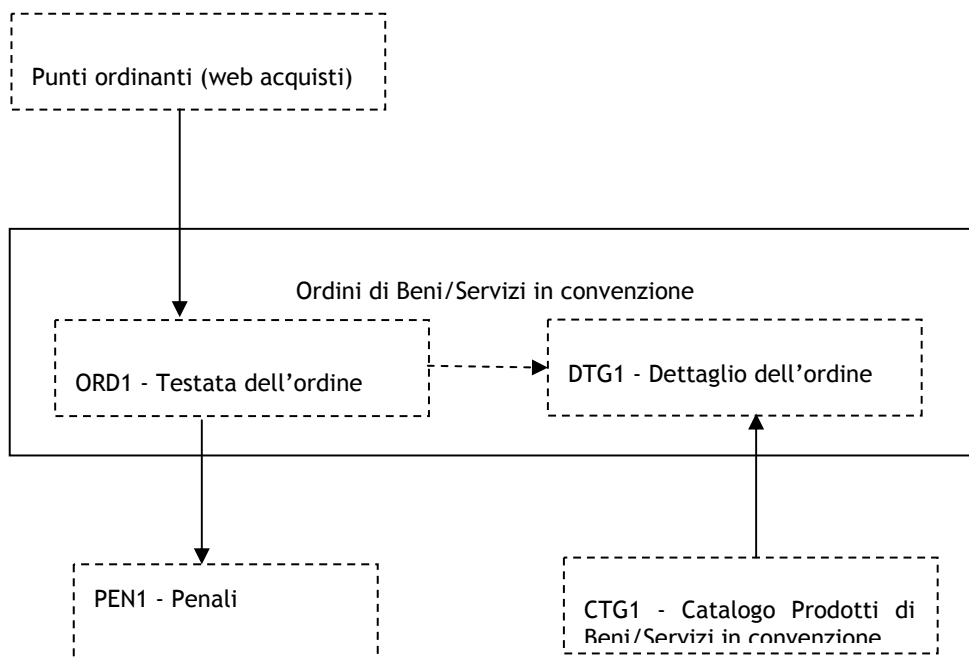 Punti ordinanti (web acquisti)
Ordini di Beni/Servizi in convenzione
ORD1 - Testata dell’ordine
DTG1 - Dettaglio dell’ordine
PEN1 - Penali
CTG1 - Catalogo Prodotti di
Beni/Servizi in convenzione